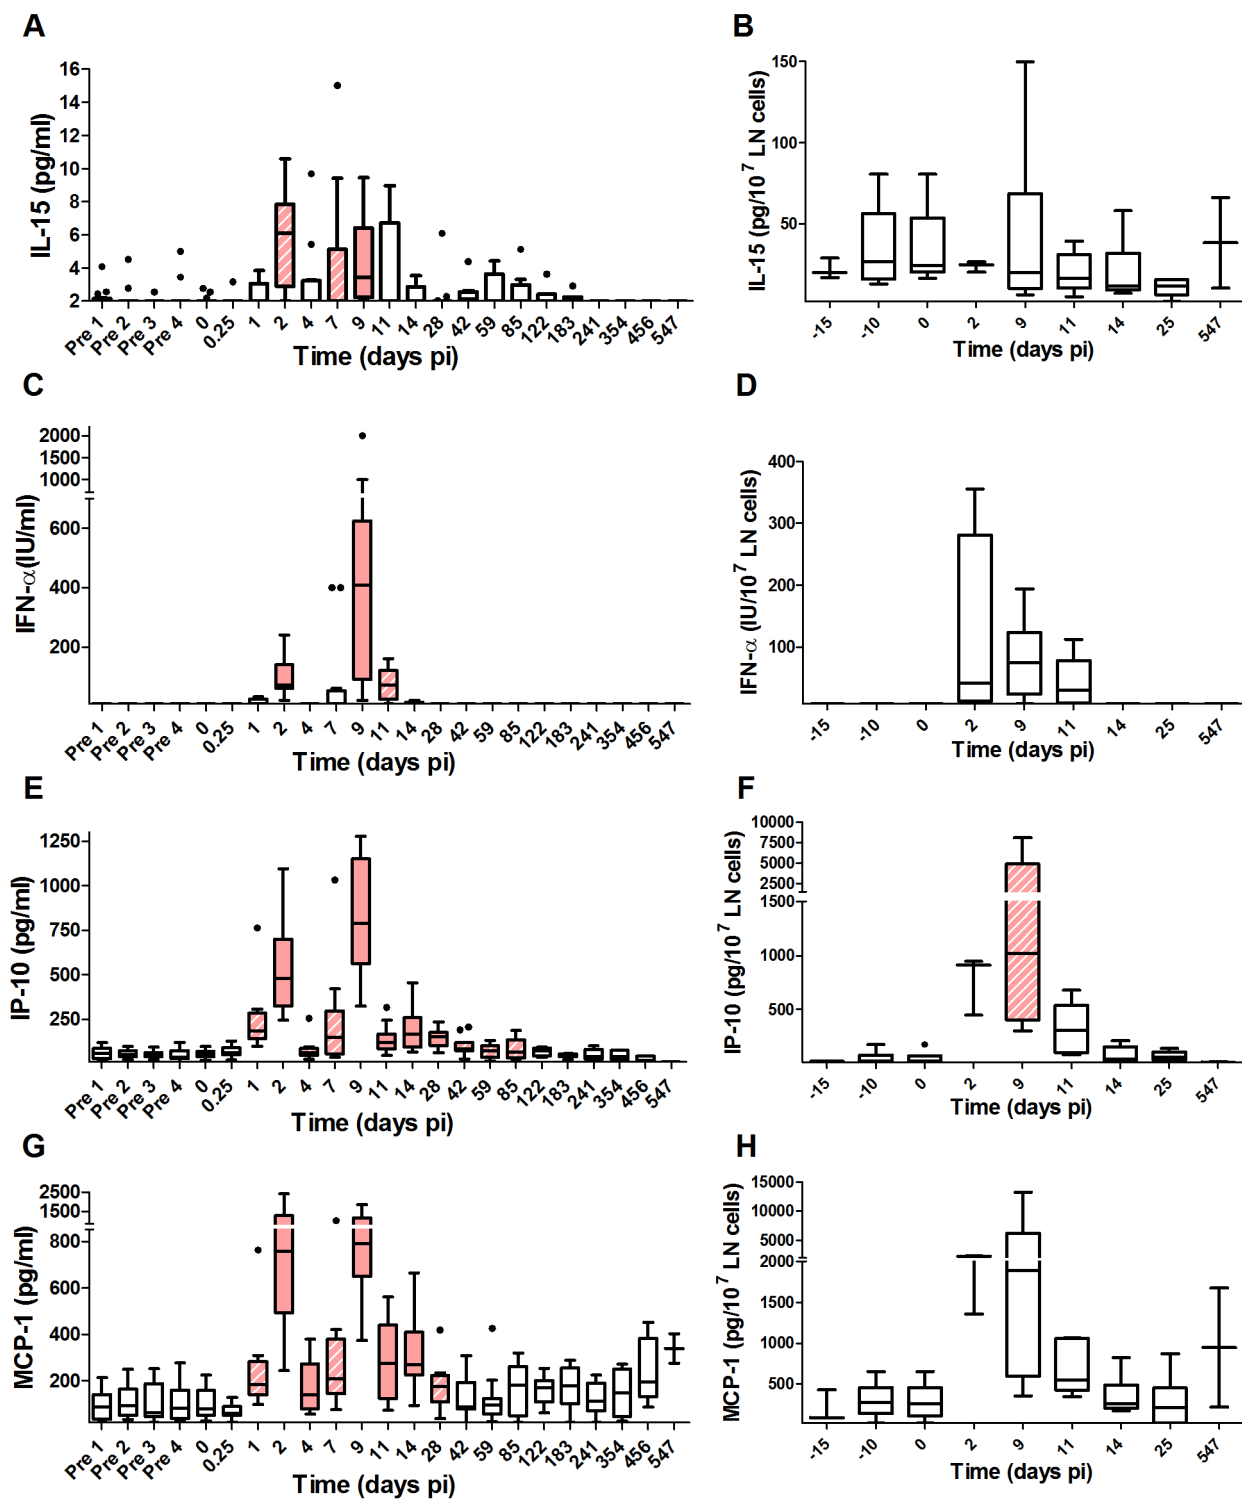 A
IL-15 (pg/ml)
16
14
12
10
8
6
4
2
Pre 1 Pre 2 Pre 3 Pre 4 0 0.25 1 2 4 7 9 11 14 28 42 59 85 122 183 241 354 456 547
Time (days pi)
B
IL-15 (pg/10^7 LN cells)
150
100
50
-15 -10 0 2 9 11 14 25 547
Time (days pi)
C
IFN-α(IU/ml)
2000
1500
1000
600
400
200
Pre 1 Pre 2 Pre 3 Pre 4 0 0.25 1 2 4 7 9 11 14 28 42 59 85 122 183 241 354 456 547
Time (days pi)
D
IFN-α (IU/10^7 LN cells)
400
300
200
100
-15 -10 0 2 9 11 14 25 547
Time (days pi)
E
IP-10 (pg/ml)
1250
1000
750
500
250
Pre 1 Pre 2 Pre 3 Pre 4 0 0.25 1 2 4 7 9 11 14 28 42 59 85 122 183 241 354 456 547
Time (days pi)
F
IP-10 (pg/10^7 LN cells)
10000
7500
5000
2500
1500
1000
500
-15 -10 0 2 9 11 14 25 547
Time (days pi)
G
MCP-1 (pg/ml)
2500
1500
800
600
400
200
Pre 1 Pre 2 Pre 3 Pre 4 0 0.25 1 2 4 7 9 11 14 28 42 59 85 122 183 241 354 456 547
Time (days pi)
H
MCP-1 (pg/10^7 LN cells)
15000
10000
5000
2000
1500
1000
500
-15 -10 0 2 9 11 14 25 547
Time (days pi)